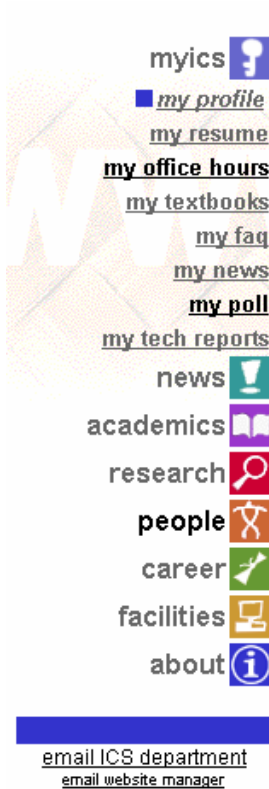 myics
my profile
my resume
my office hours
my textbooks
my faq
my news
my poll
my tech reports
news
academics
research
people
career
facilities
about
email ICS department
email website manager